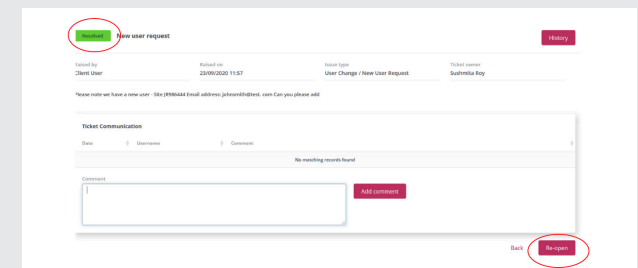 Resolved New user request History
Raised by Raised on Issue type Ticket owner
Client User 23/09/2020 11:57 User Change / New User Request Sushmita Roy
Please note we have a new user - Site J8986444 Email address: johnsmith@test. com Can you please add
Ticket Communication
Date Username Comment
No matching records found
Comment
Add comment
Back Re-open